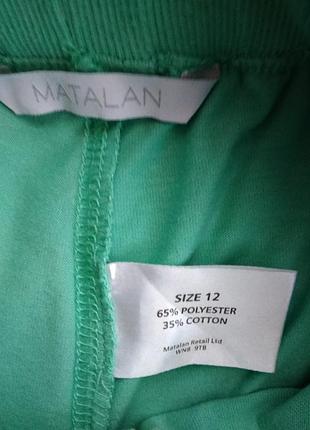 MATALAN
SIZE 12
65% POLYESTER
35% COTTON
Matalan Retail Ltd
WN8 9TB